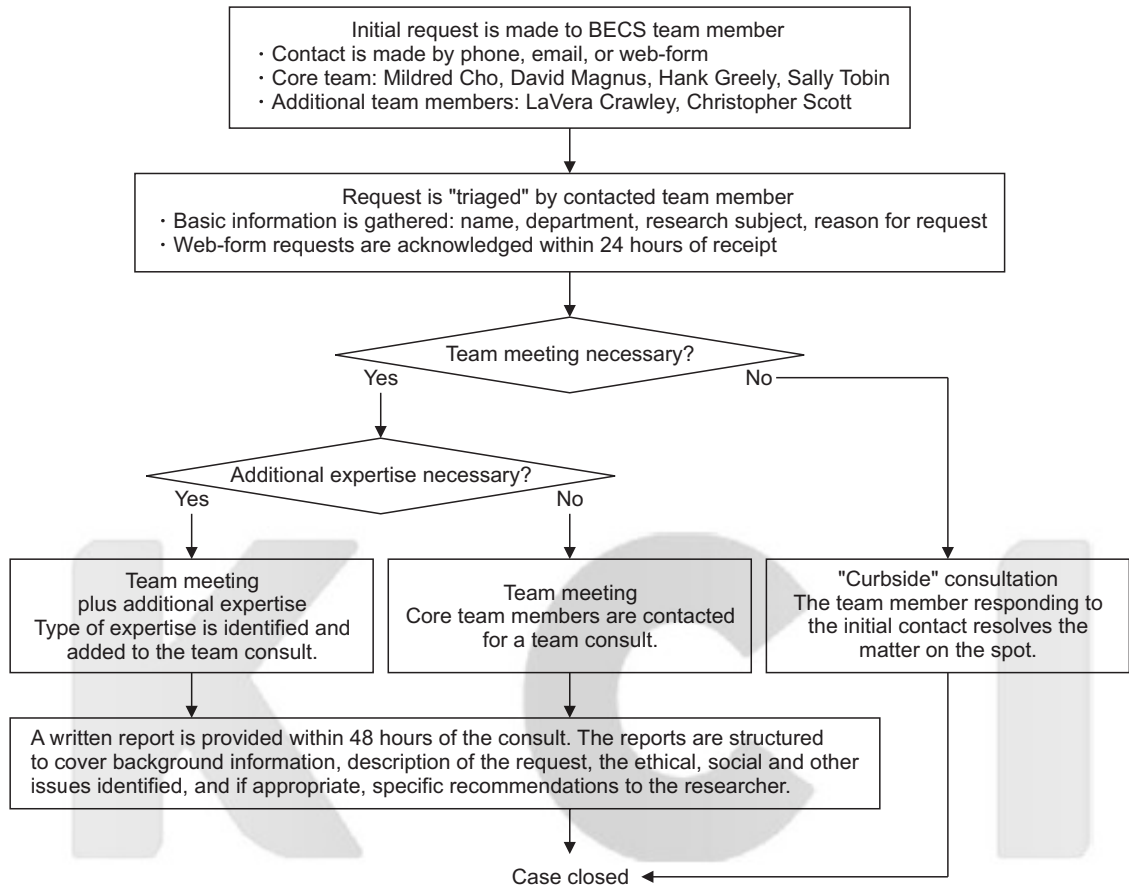 Initial request is made to BECS team member
· Contact is made by phone, email, or web-form
· Core team: Mildred Cho, David Magnus, Hank Greely, Sally Tobin
· Additional team members: LaVera Crawley, Christopher Scott
Request is "triaged" by contacted team member
· Basic information is gathered: name, department, research subject, reason for request
· Web-form requests are acknowledged within 24 hours of receipt
Team meeting necessary?
Yes
No
Additional expertise necessary?
Yes
No
Team meeting
plus additional expertise
Type of expertise is identified and
added to the team consult.
Team meeting
Core team members are contacted
for a team consult.
"Curbside" consultation
The team member responding to
the initial contact resolves the
matter on the spot.
A written report is provided within 48 hours of the consult. The reports are structured
to cover background information, description of the request, the ethical, social and other
issues identified, and if appropriate, specific recommendations to the researcher.
Case closed
KCI